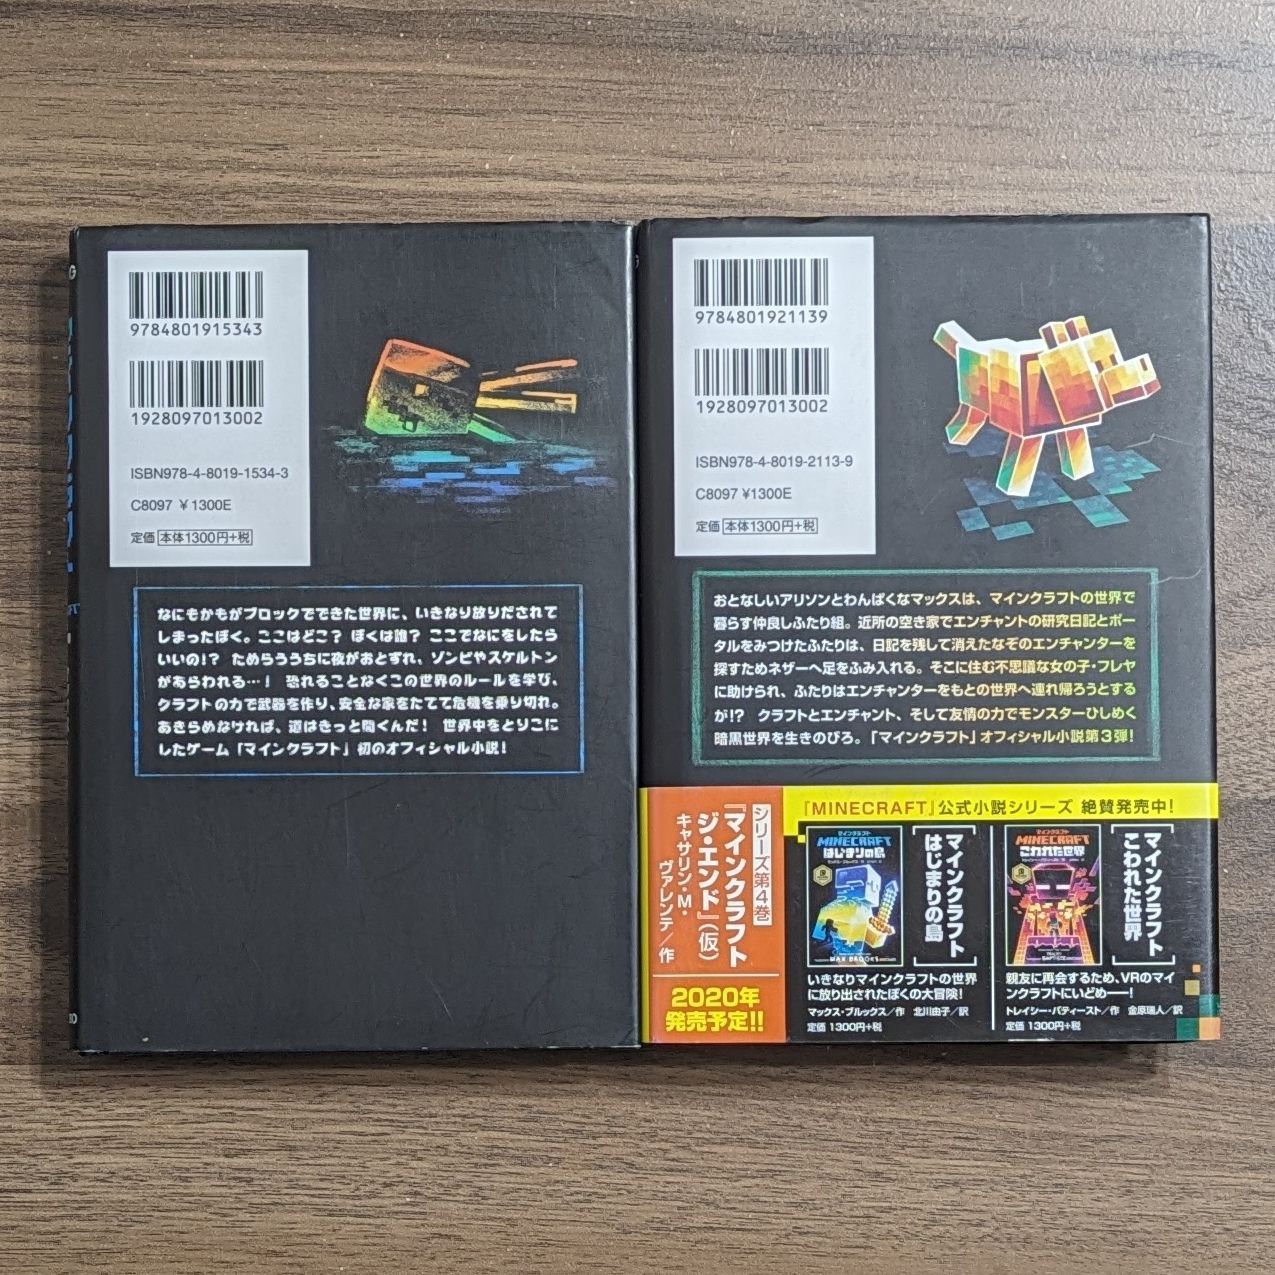 9784801915343
1928097013002
ISBN978-4-8019-1534-3
C8097 ¥1300E
定価 本体1300円+税
なにもかもがブロックでできた世界に、いきなり放りだされて
しまったぼく。ここはどこ? ぼくは誰? ここでなにをしたら
いいの!? ためらううちに夜がおとずれ、ゾンビやスケルトン
があらわれる…! 恐れることなくこの世界のルールを学び、
クラフトの力で武器を作り、安全な家をたてて危機を乗り切れ。
あきらめなければ、道はきっと開くんだ! 世界中をとりこに
したゲーム「マインクラフト」初のオフィシャル小説!
9784801921139
1928097013002
ISBN978-4-8019-2113-9
C8097 ¥1300E
定価 本体1300円+税
おとなしいアリソンとわんぱくなマックスは、マインクラフトの世界で
暮らす仲良しふたり組。近所の空き家でエンチャントの研究日記とポー
タルをみつけたふたりは、日記を残して消えたなぞのエンチャンターを
探すためネザーへ足をふみ入れる。そこに住む不思議な女の子・フレヤ
に助けられ、ふたりはエンチャンターをもとの世界へ連れ帰ろうとする
が!? クラフトとエンチャント、そして友情の力でモンスターひしめく
暗黒世界を生きのびろ。「マインクラフト」オフィシャル小説第3弾!
『MINECRAFT』公式小説シリーズ 絶賛発売中!
シリーズ第4巻
『マインクラフト
ジ・エンド』(仮)
キャサリン・M・
ヴァレンテ/作
2020年
発売予定!!
マインクラフト
MINECRAFT
はじまりの島
MAX BROOKS
マインクラフト
はじまりの島
いきなりマインクラフトの世界
に放り出されたぼくの大冒険!
マックス・ブルックス/作 北川由子/訳
定価 1300円+税
マインクラフト
MINECRAFT
こわれた世界
マインクラフト
こわれた世界
親友に再会するため、VRのマイ
ンクラフトにいどめ──!
トレイシー・バティースト/作 金原瑞人/訳
定価 1300円+税